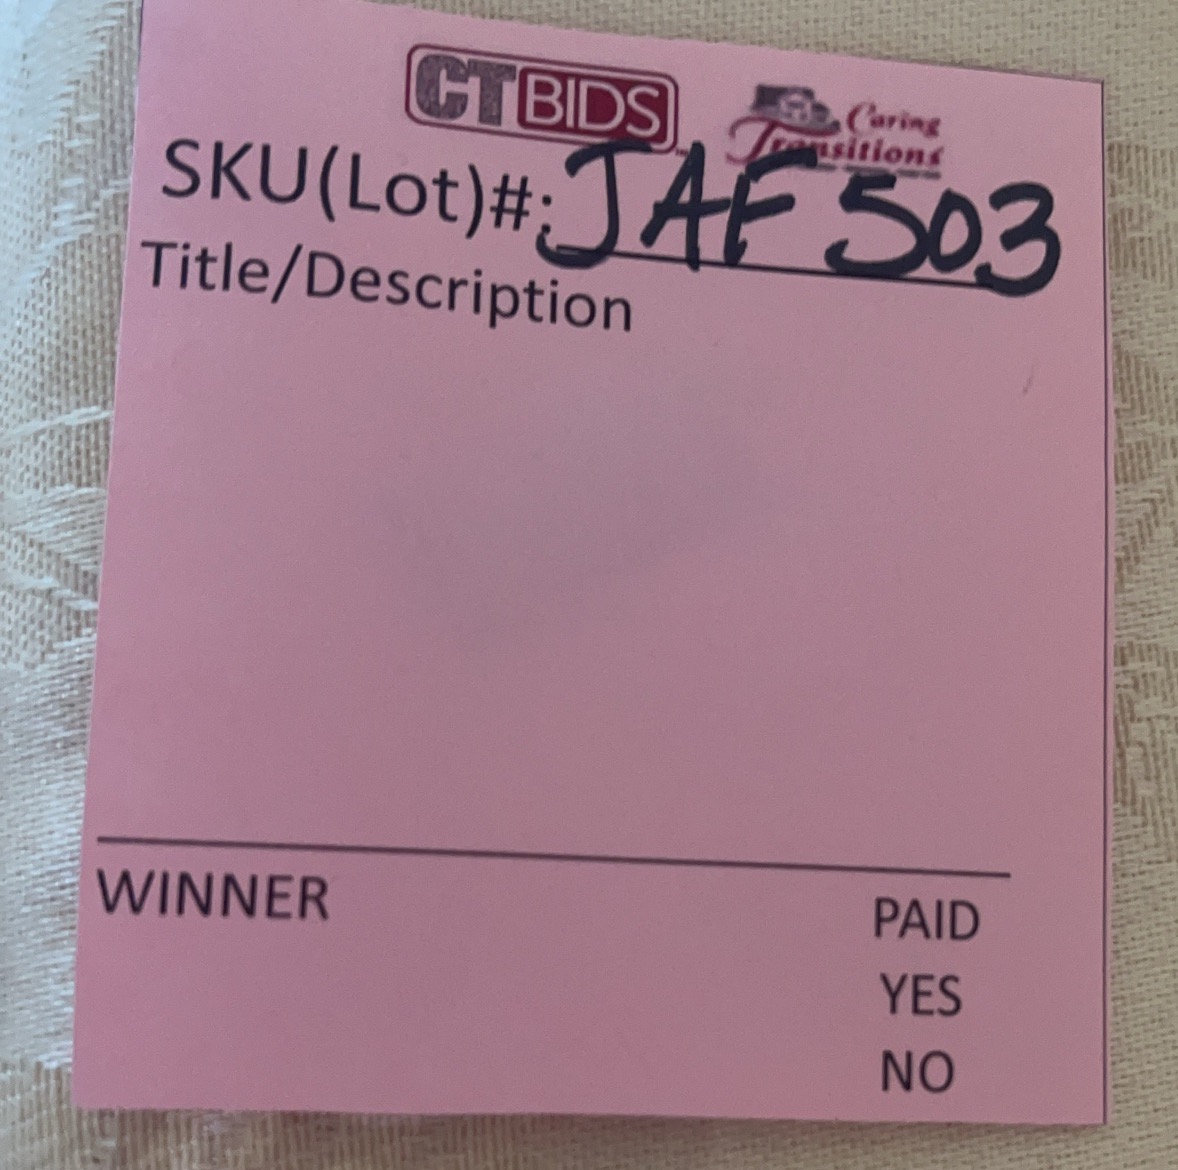 CTBIDS
Caring
Transitions
SKU(Lot)#: JAF 503
Title/Description
WINNER
PAID
YES
NO